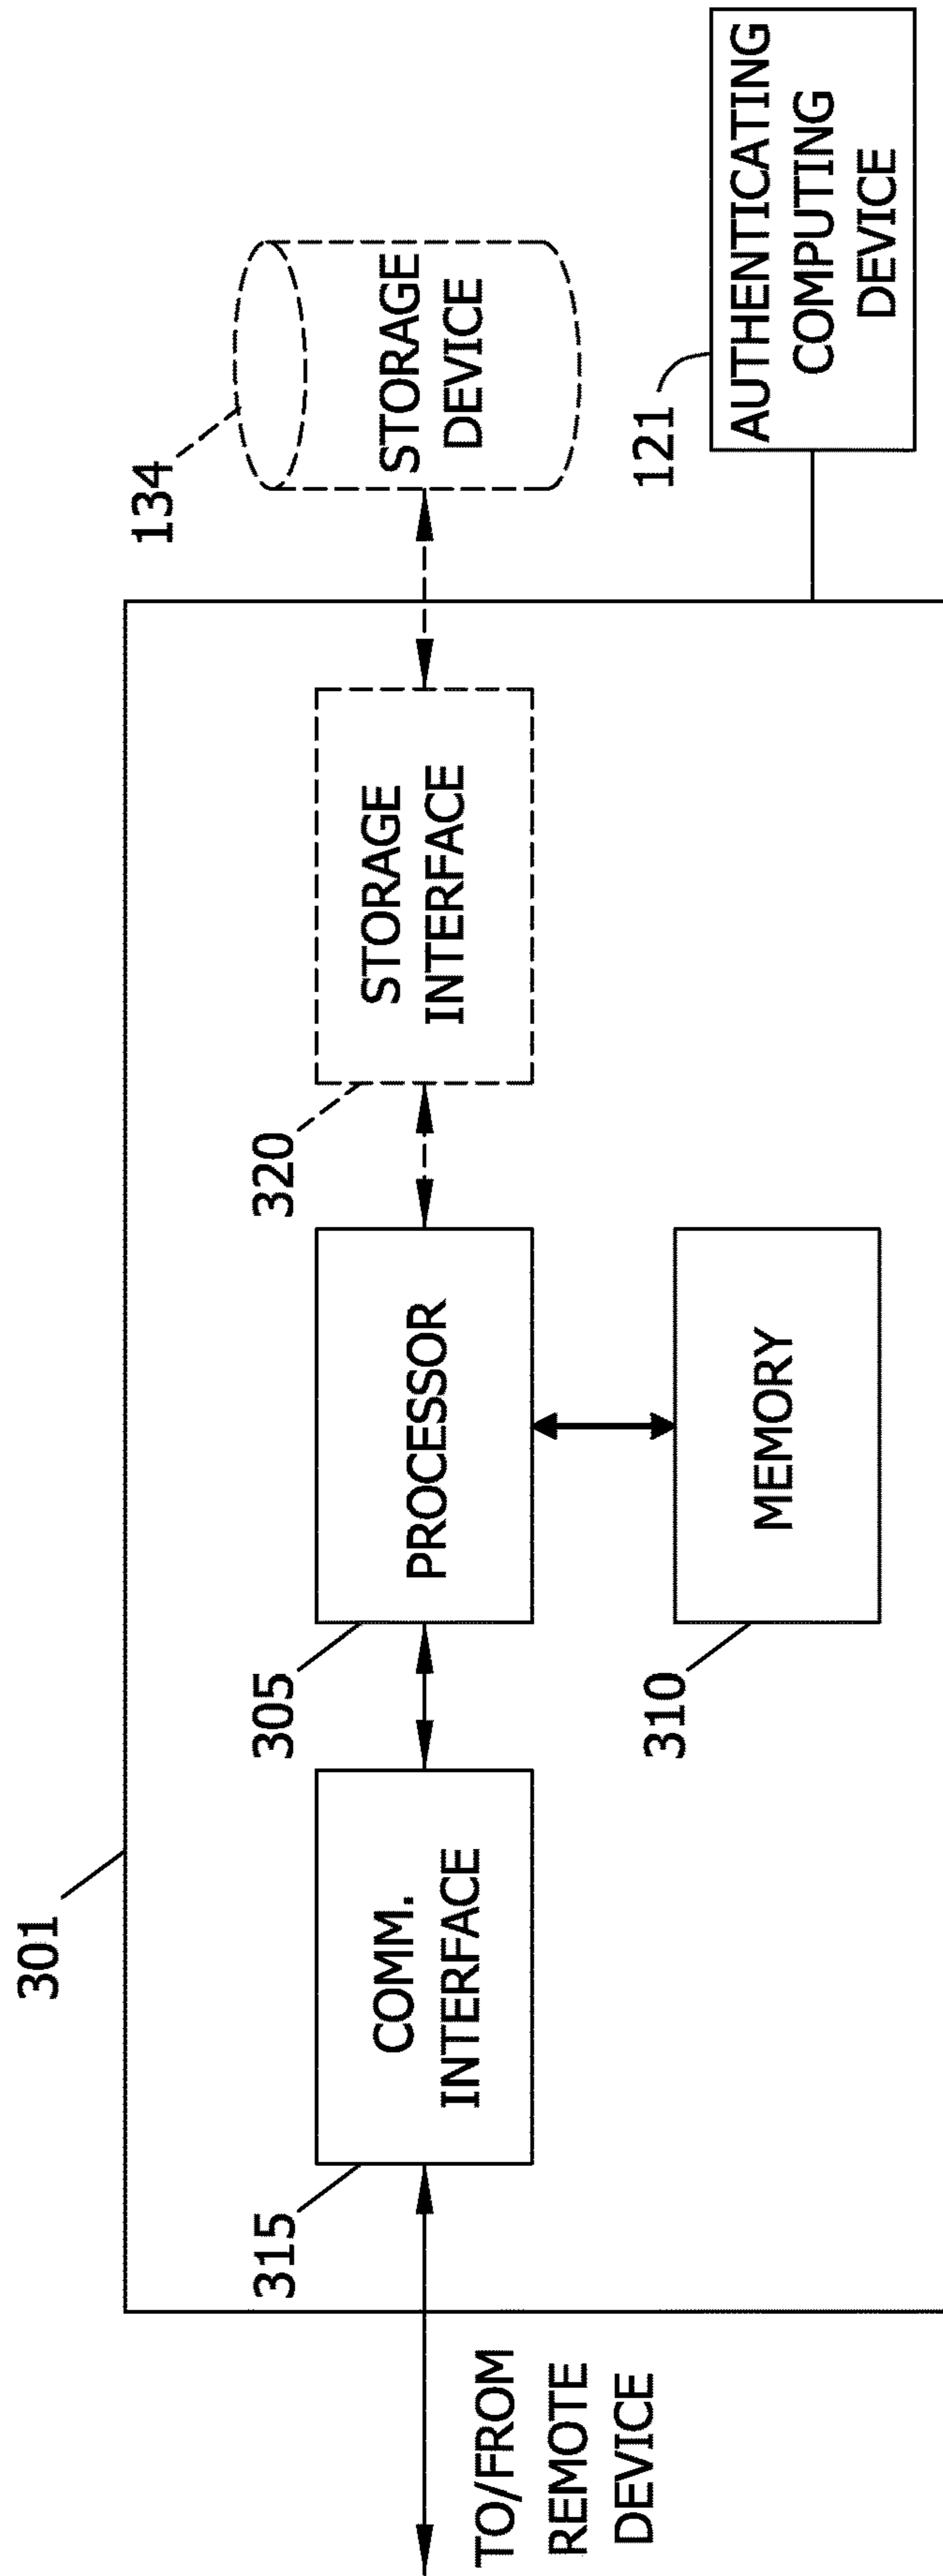 301
315
COMM.
INTERFACE
305
PROCESSOR
320
STORAGE
INTERFACE
134
STORAGE
DEVICE
310
MEMORY
121
AUTHENTICATING
COMPUTING
DEVICE
TO/FROM
REMOTE
DEVICE